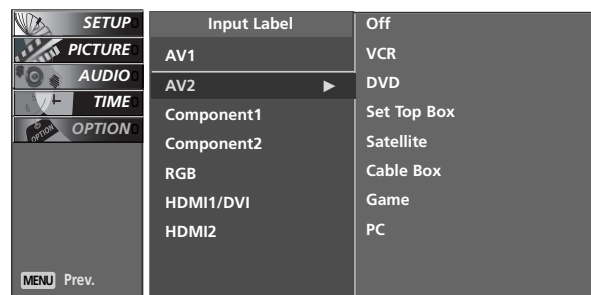 SETUP
PICTURE
AUDIO
TIME
OPTION
MENU Prev.
Input Label
AV1
AV2 ▶
Component1
Component2
RGB
HDMI1/DVI
HDMI2
Off
VCR
DVD
Set Top Box
Satellite
Cable Box
Game
PC